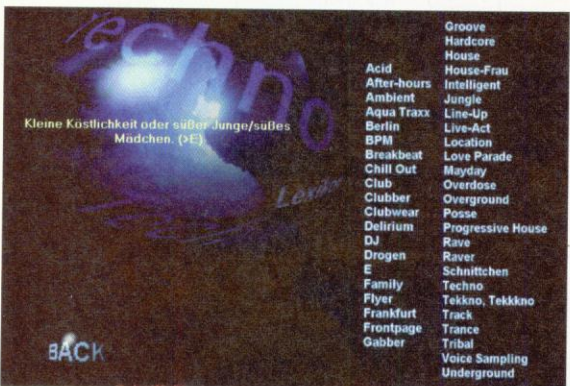 Techno
Kleine Köstlichkeit oder süßer Junge/süßes
Mädchen. (>E)
Lexikon
BACK
Acid
After-hours
Ambient
Aqua Traxx
Berlin
BPM
Breakbeat
Chill Out
Club
Clubber
Clubwear
Delirium
DJ
Drogen
E
Family
Flyer
Frankfurt
Frontpage
Gabber
Groove
Hardcore
House
House-Frau
Intelligent
Jungle
Line-Up
Live-Act
Location
Love Parade
Mayday
Overdose
Overground
Posse
Progressive House
Rave
Raver
Schnittchen
Techno
Tekkno, Tekkkno
Track
Trance
Tribal
Voice Sampling
Underground